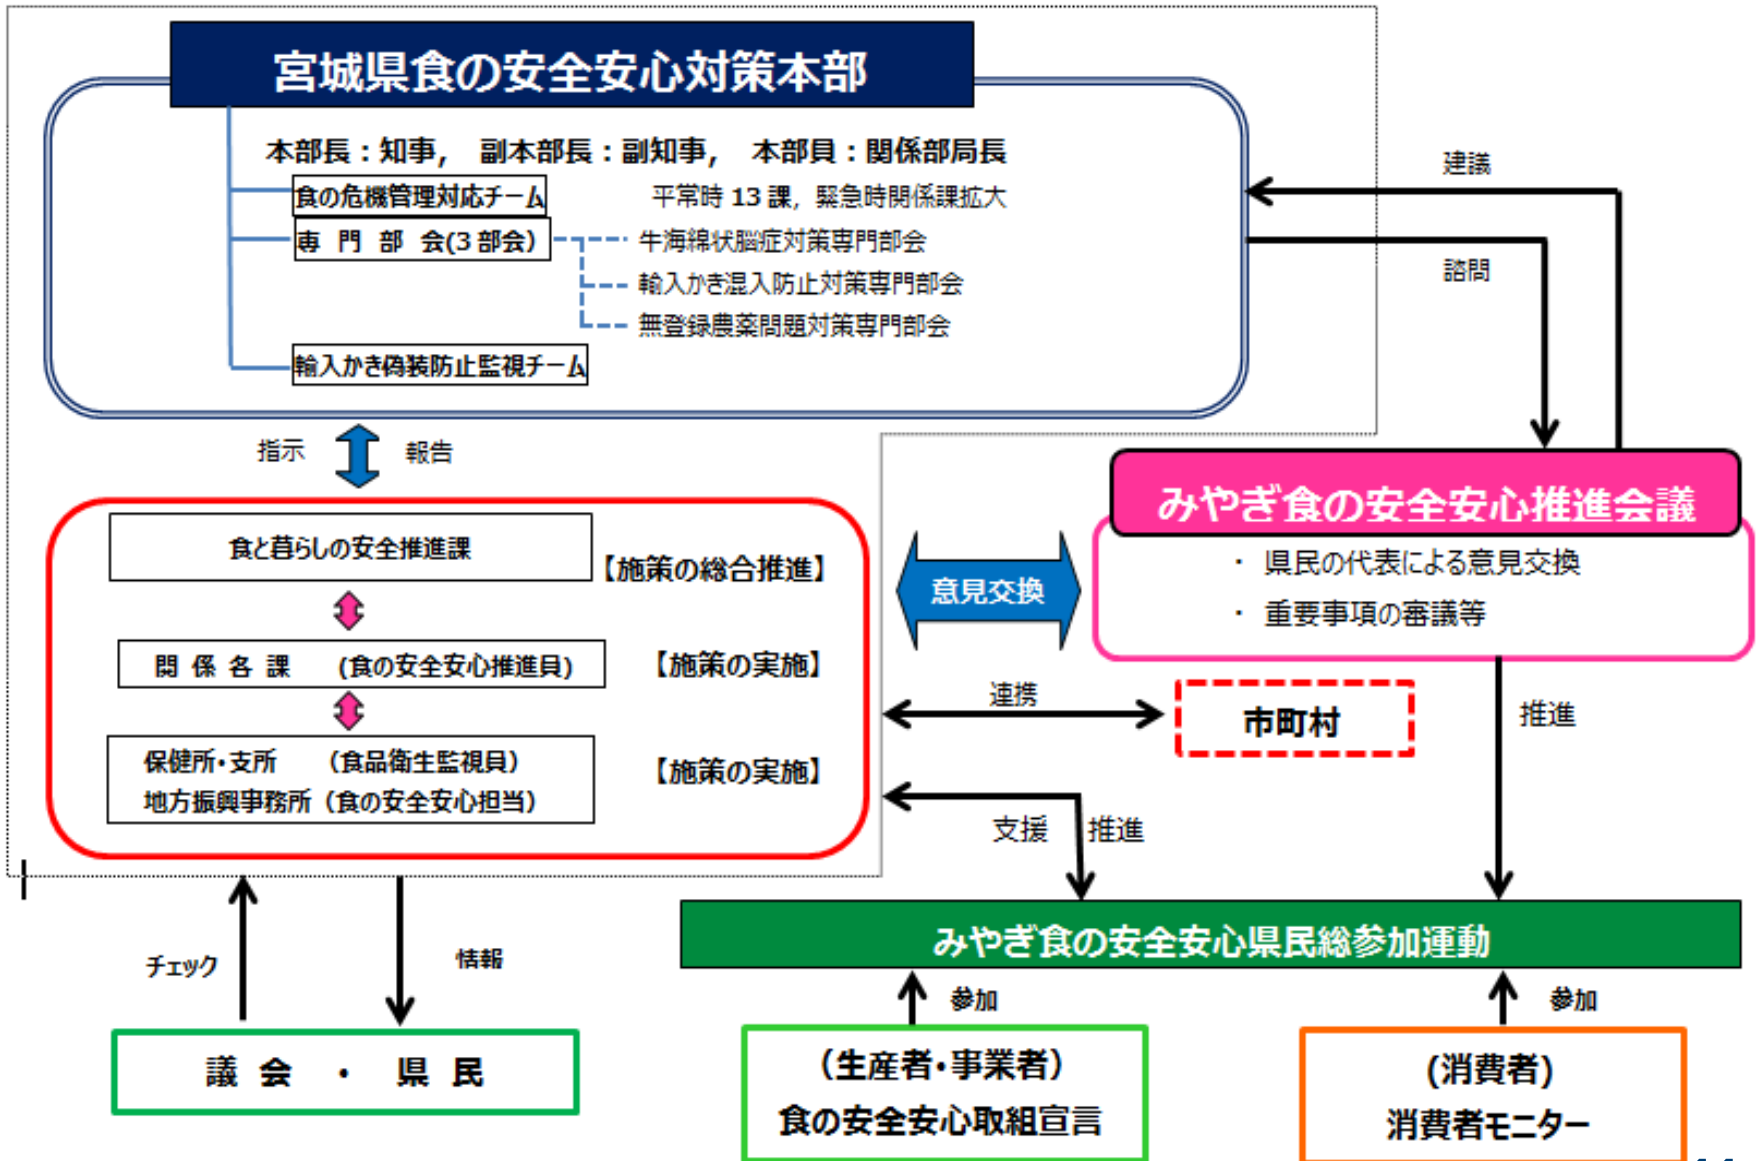 宮城県食の安全安心対策本部
本部長：知事，　副本部長：副知事，　本部員：関係部局長
食の危機管理対応チーム　平常時 13 課，緊急時関係課拡大
専　門　部　会(3 部会)
牛海綿状脳症対策専門部会
輸入かき混入防止対策専門部会
無登録農薬問題対策専門部会
輸入かき偽装防止監視チーム
建議
諮問
指示　報告
みやぎ食の安全安心推進会議
・ 県民の代表による意見交換
・ 重要事項の審議等
食と暮らしの安全推進課
【施策の総合推進】
意見交換
関 係 各 課　(食の安全安心推進員)
【施策の実施】
連携
市町村
推進
保健所・支所　（食品衛生監視員）
地方振興事務所（食の安全安心担当）
【施策の実施】
支援　推進
みやぎ食の安全安心県民総参加運動
チェック　情報
参加　参加
議 会 ・ 県 民
（生産者・事業者）
食の安全安心取組宣言
(消費者)
消費者モニター